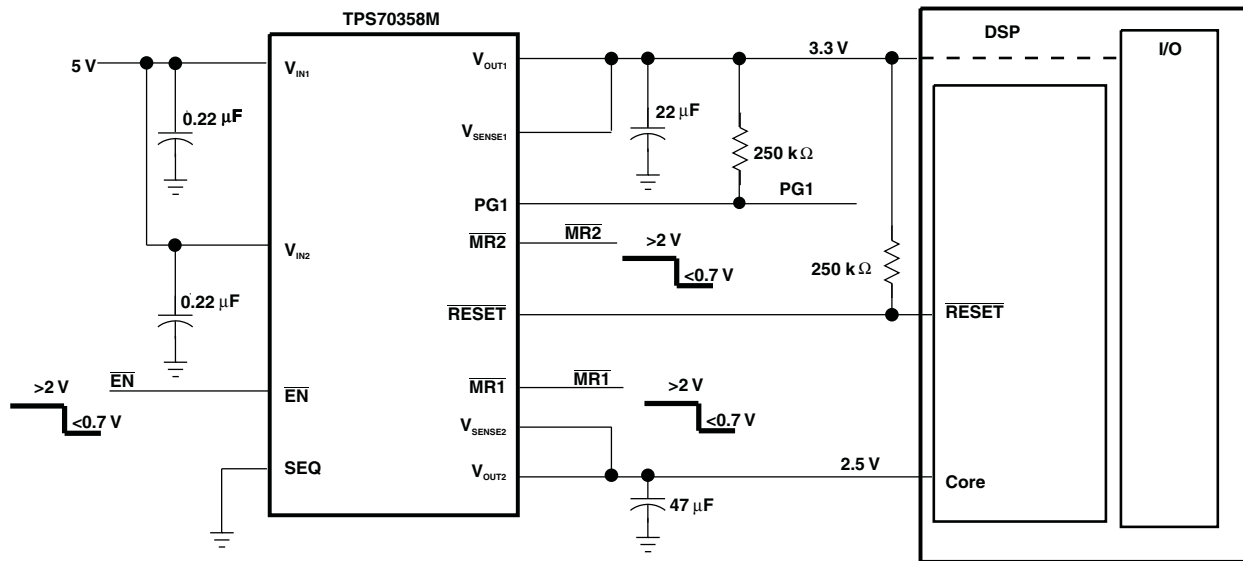 TPS70358M
DSP
I/O
5 V
V_IN1
V_OUT1
3.3 V
0.22 μF
V_SENSE1
22 μF
250 kΩ
PG1
PG1
MR2
MR2
>2 V
<0.7 V
V_IN2
250 kΩ
0.22 μF
RESET
RESET
EN
EN
>2 V
<0.7 V
MR1
MR1
>2 V
<0.7 V
V_SENSE2
SEQ
V_OUT2
2.5 V
Core
47 μF